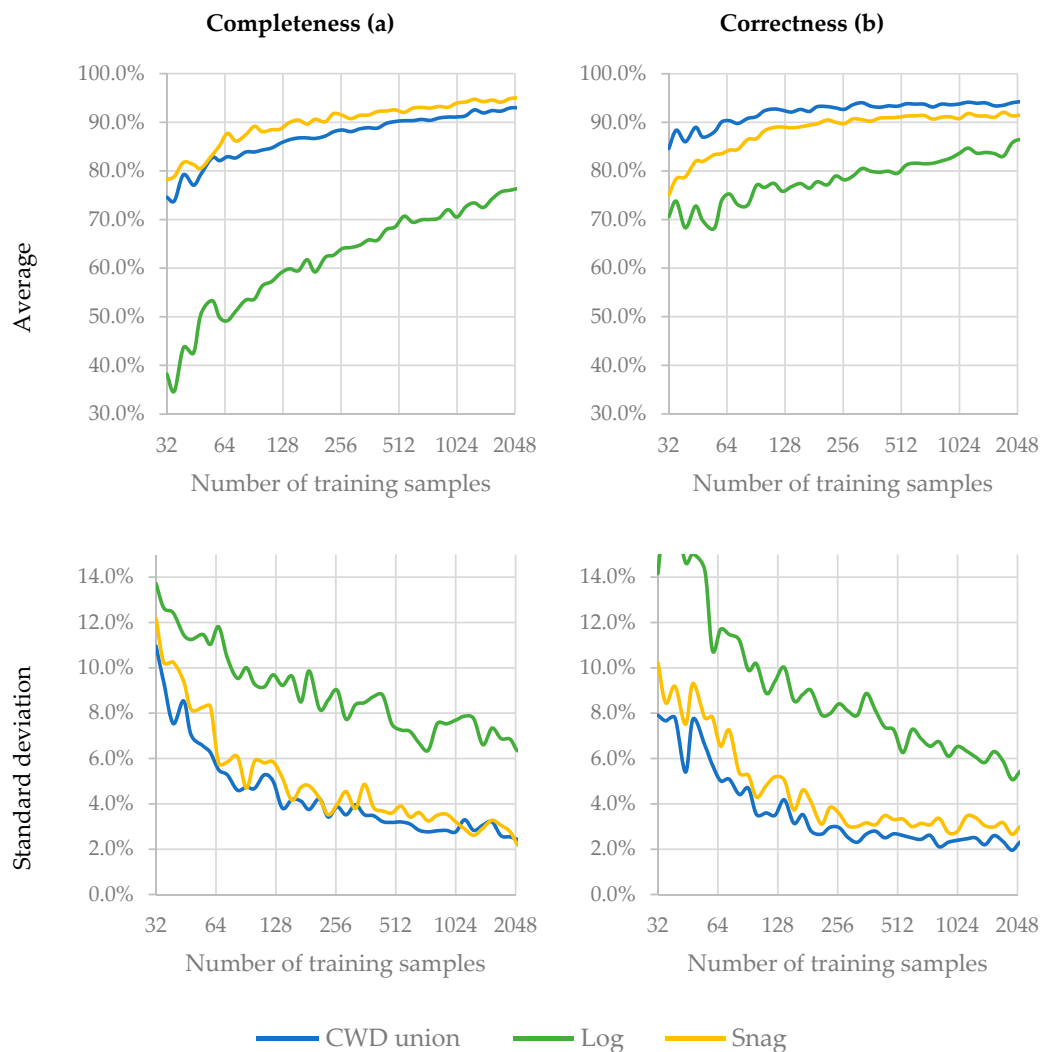 Completeness (a)
Correctness (b)
Average
100.0%
90.0%
80.0%
70.0%
60.0%
50.0%
40.0%
30.0%
32 64 128 256 512 1024 2048
Number of training samples
100.0%
90.0%
80.0%
70.0%
60.0%
50.0%
40.0%
30.0%
32 64 128 256 512 1024 2048
Number of training samples
Standard deviation
14.0%
12.0%
10.0%
8.0%
6.0%
4.0%
2.0%
0.0%
32 64 128 256 512 1024 2048
Number of training samples
14.0%
12.0%
10.0%
8.0%
6.0%
4.0%
2.0%
0.0%
32 64 128 256 512 1024 2048
Number of training samples
CWD union Log Snag